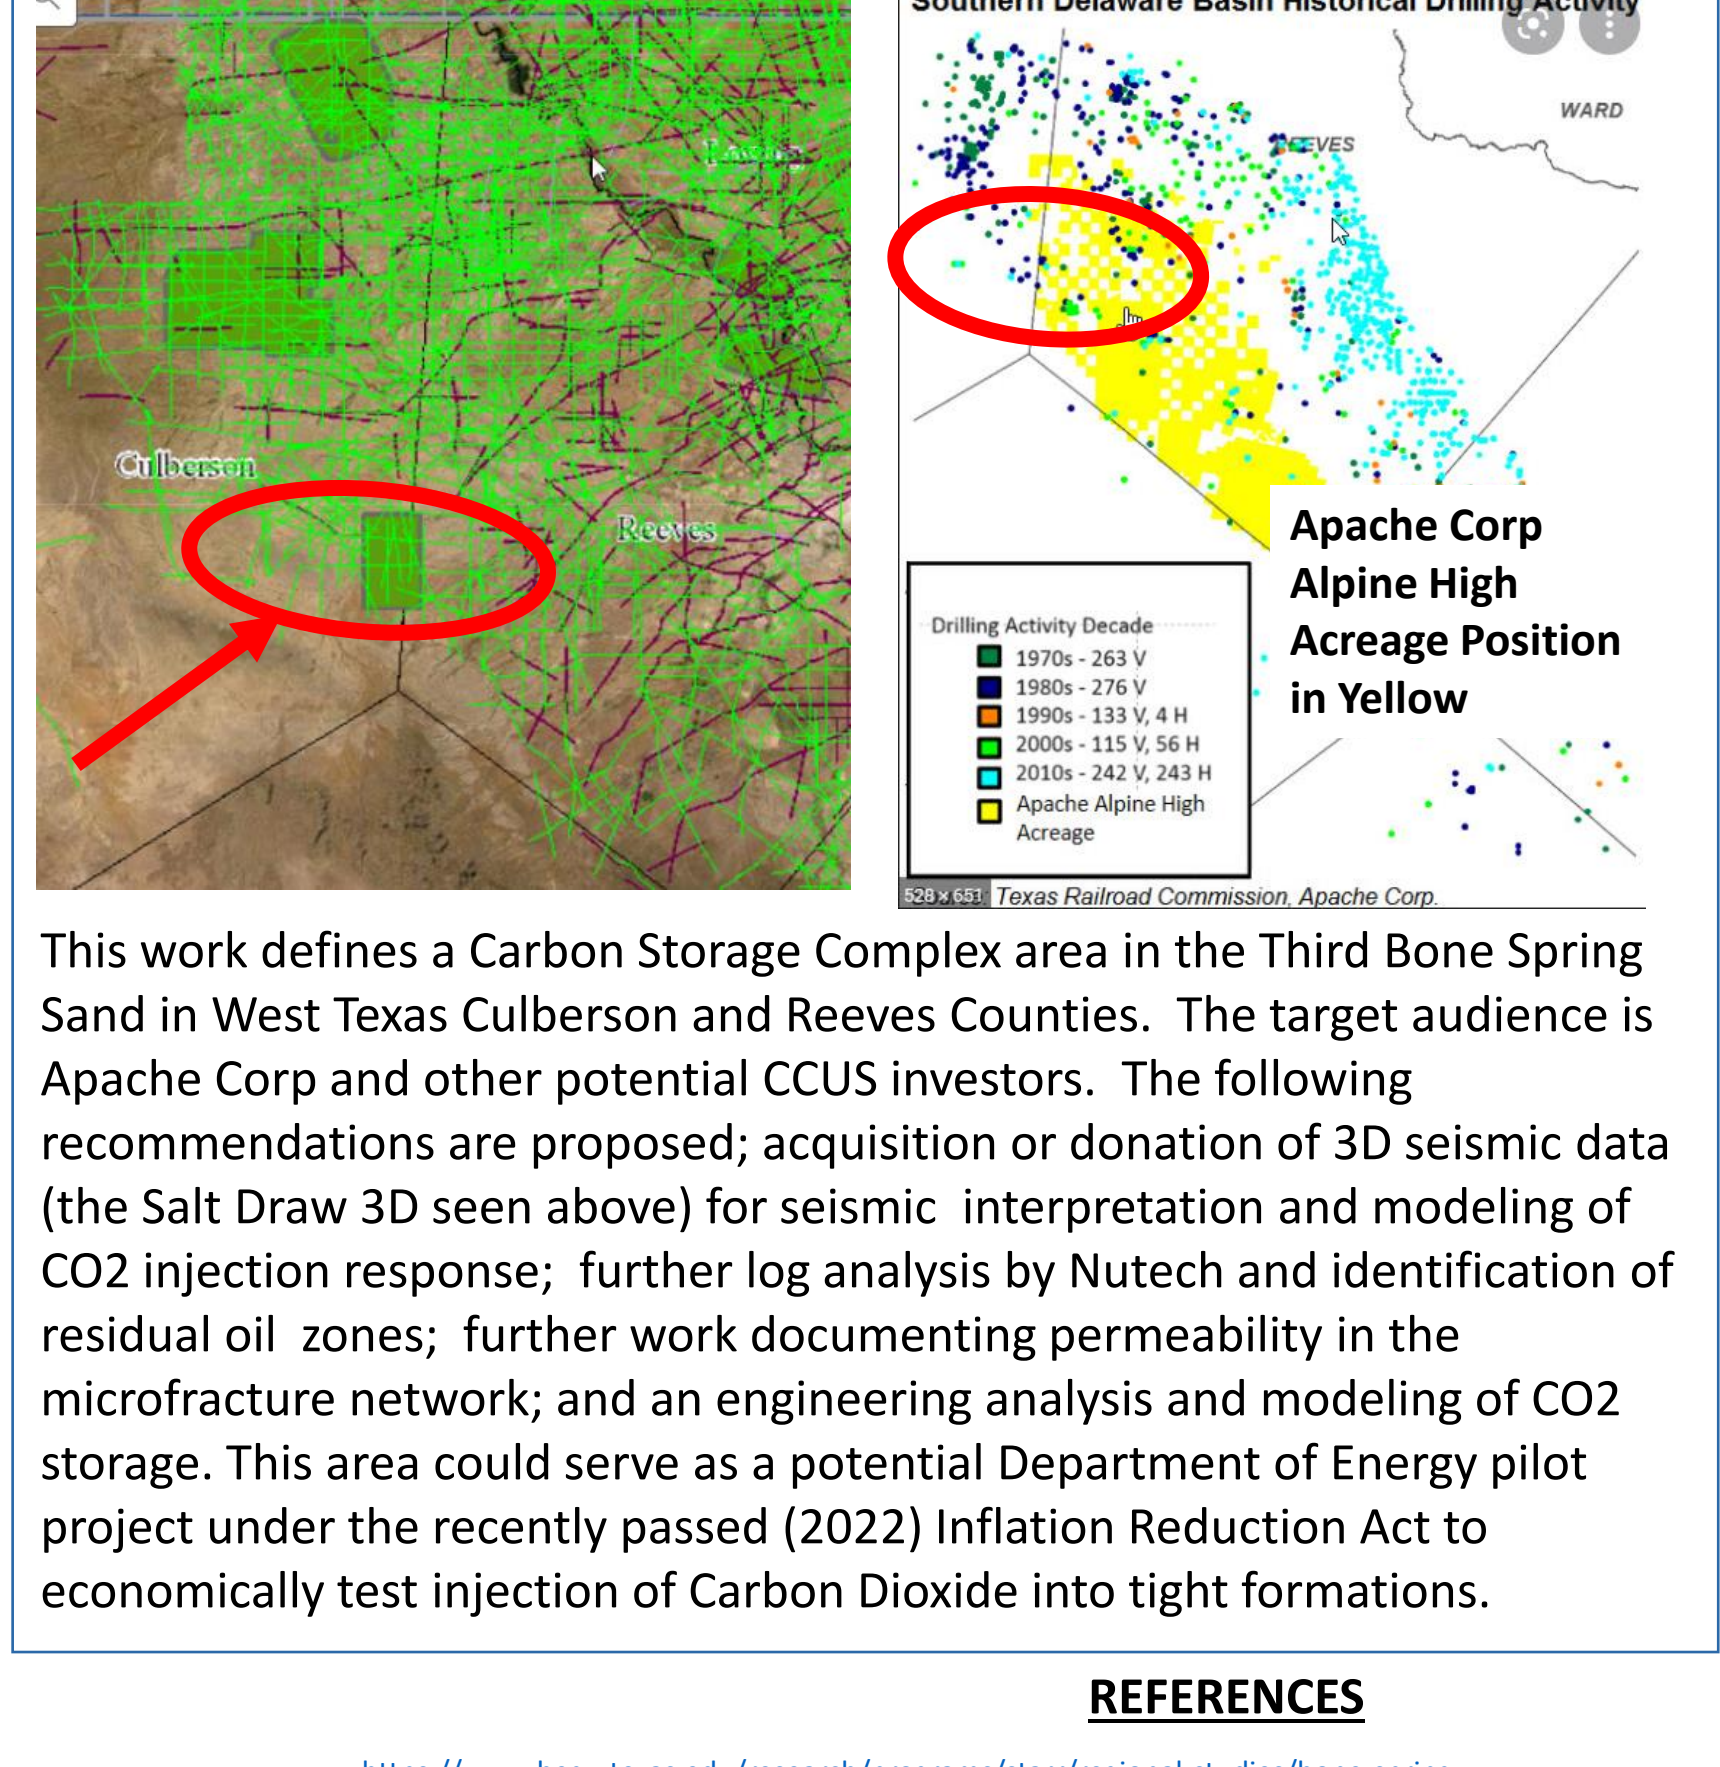 Southern Delaware Basin Historical Drilling Activity
WARD
REEVES
Culberson
Reeves
Apache Corp
Alpine High
Acreage Position
in Yellow
Drilling Activity Decade
1970s - 263 V
1980s - 276 V
1990s - 133 V, 4 H
2000s - 115 V, 56 H
2010s - 242 V, 243 H
Apache Alpine High
Acreage
528 x 651
Texas Railroad Commission, Apache Corp.
This work defines a Carbon Storage Complex area in the Third Bone Spring
Sand in West Texas Culberson and Reeves Counties.  The target audience is
Apache Corp and other potential CCUS investors.  The following
recommendations are proposed; acquisition or donation of 3D seismic data
(the Salt Draw 3D seen above) for seismic  interpretation and modeling of
CO2 injection response;  further log analysis by Nutech and identification of
residual oil  zones;  further work documenting permeability in the
microfracture network; and an engineering analysis and modeling of CO2
storage. This area could serve as a potential Department of Energy pilot
project under the recently passed (2022) Inflation Reduction Act to
economically test injection of Carbon Dioxide into tight formations.
REFERENCES